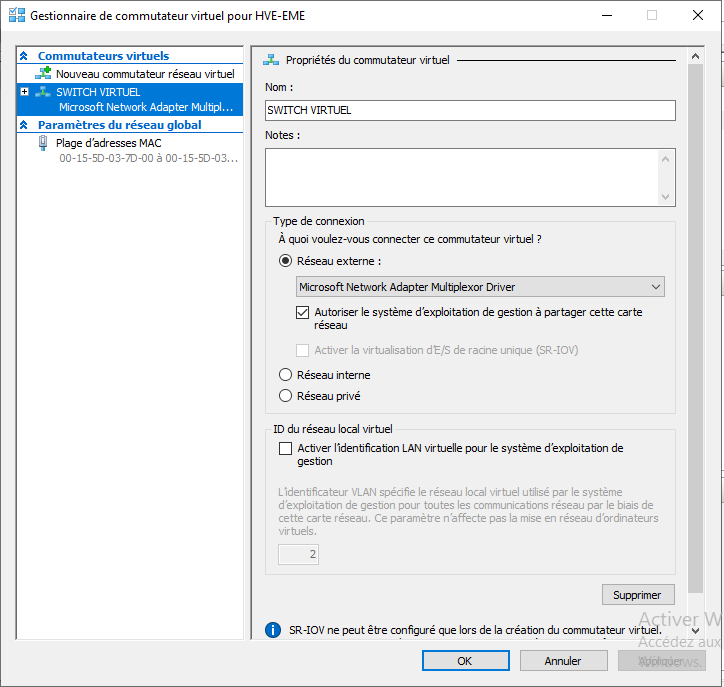 Gestionnaire de commutateur virtuel pour HVE-EME
Commutateurs virtuels
Nouveau commutateur réseau virtuel
SWITCH VIRTUEL
Microsoft Network Adapter Multipl...
Paramètres du réseau global
Plage d'adresses MAC
00-15-5D-03-7D-00 à 00-15-5D-03...
Propriétés du commutateur virtuel
Nom :
SWITCH VIRTUEL
Notes :
Type de connexion
À quoi voulez-vous connecter ce commutateur virtuel ?
Réseau externe :
Microsoft Network Adapter Multiplexor Driver
Autoriser le système d'exploitation de gestion à partager cette carte
réseau
Activer la virtualisation d'E/S de racine unique (SR-IOV)
Réseau interne
Réseau privé
ID du réseau local virtuel
Activer l'identification LAN virtuelle pour le système d'exploitation de
gestion
L'identificateur VLAN spécifie le réseau local virtuel utilisé par le système
d'exploitation de gestion pour toutes les communications réseau par le biais de
cette carte réseau. Ce paramètre n'affecte pas la mise en réseau d'ordinateurs
virtuels.
2
Supprimer
SR-IOV ne peut être configuré que lors de la création du commutateur virtuel.
Activer W
Accédez aux
Windows.
OK
Annuler
Appliquer